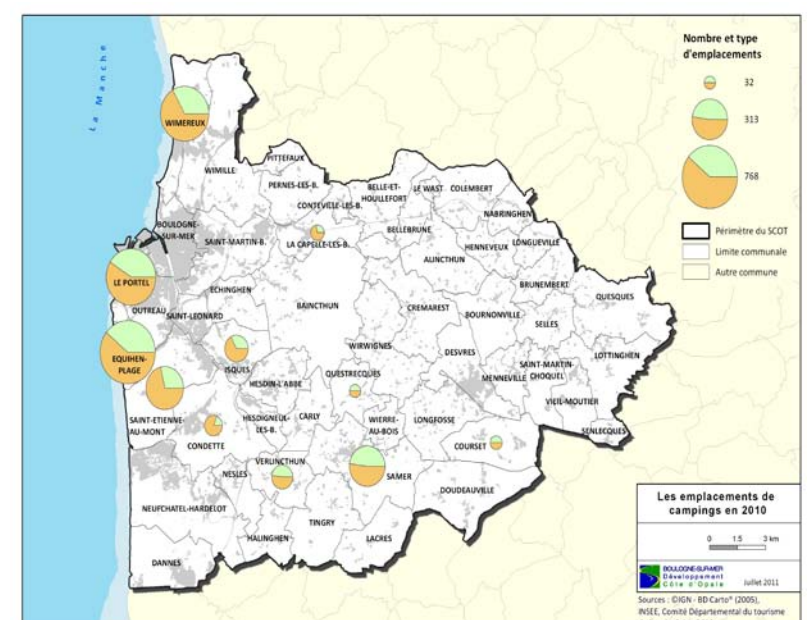 La Manche
Nombre et type
d'emplacements
32
313
768
Périmètre du SCOT
Limite communale
Autre commune
WIMEREUX
WIMILLE
PITTEFAUX
PERNES-LES-B.
CONTEVILLE-LES-B.
BELLE-ET-
HOULLEFORT
LE WAST
COLEMBERT
NABRINGHEN
BOULOGNE-
SUR-MER
SAINT-MARTIN-B.
LA CAPELLE-LES-B.
BELLEBRUNE
ALINCTHUN
HENNEVEUX
LONGUEVILLE
LE PORTEL
OUTREAU
ECHINGHEN
SAINT-LEONARD
BAINCTHUN
CREMAREST
BOURNONVILLE
BRUNEMBERT
SELLES
QUESQUES
LOTTINGHEN
EQUIHEN-
PLAGE
ISQUES
WIRWIGNES
DESVRES
MENNEVILLE
SAINT-MARTIN-
CHOQUEL
VIEIL-MOUTIER
SENLECQUES
HESDIN-L'ABBE
QUESTRECQUES
SAINT-ETIENNE-
AU-MONT
HESDIGNEUL-
LES-B.
CARLY
WIERRE-
AU-BOIS
LONGFOSSE
COURSET
CONDETTE
NESLES
VERLINCTHUN
SAMER
DOUDEAUVILLE
NEUFCHATEL-HARDELOT
TINGRY
HALINGHEN
LACRES
DANNES
Les emplacements de
campings en 2010
0 1.5 3 km
BOULOGNE-SUR-MER
Développement
Côte d'Opale
Juillet 2011
Sources : ©IGN - BD Carto® (2005),
INSEE, Comité Départemental du tourisme